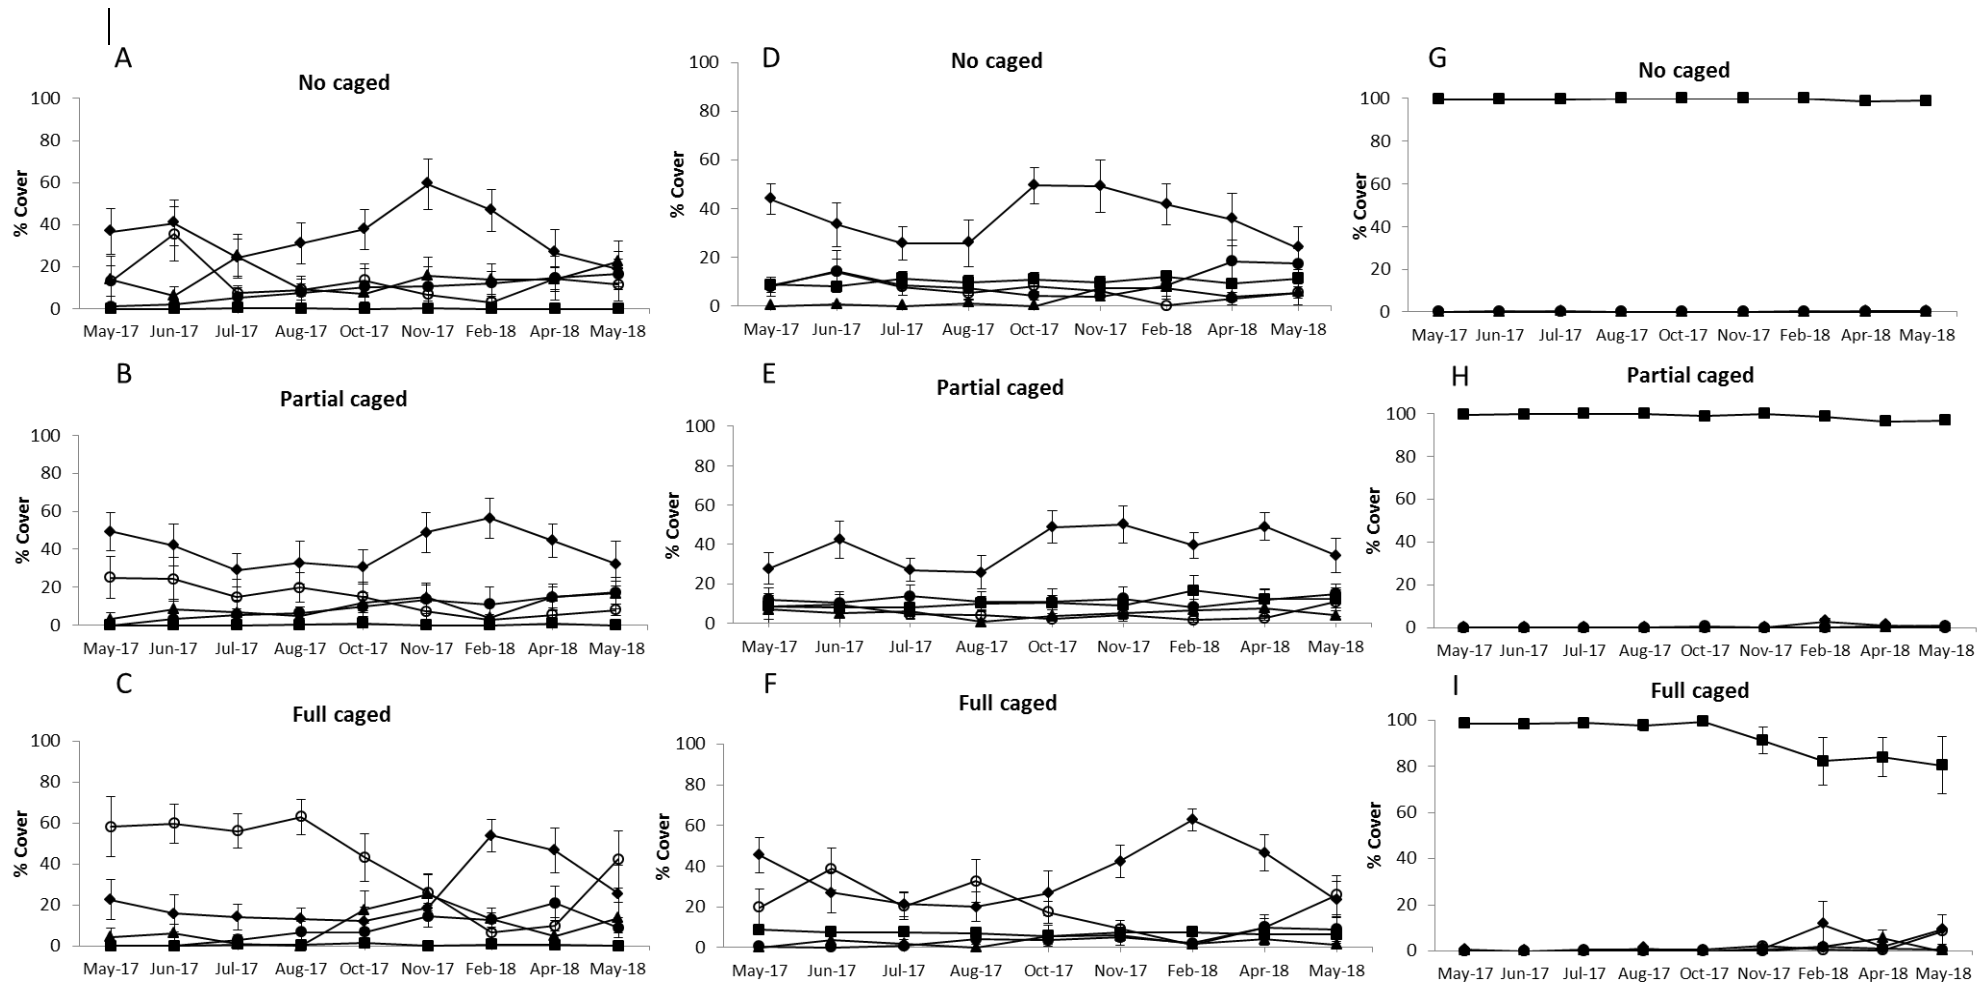 A
No caged
% Cover
100
80
60
40
20
0
May-17 Jun-17 Jul-17 Aug-17 Oct-17 Nov-17 Feb-18 Apr-18 May-18
D
No caged
% Cover
100
80
60
40
20
0
May-17 Jun-17 Jul-17 Aug-17 Oct-17 Nov-17 Feb-18 Apr-18 May-18
G
No caged
% Cover
100
80
60
40
20
0
May-17 Jun-17 Jul-17 Aug-17 Oct-17 Nov-17 Feb-18 Apr-18 May-18
B
Partial caged
% Cover
100
80
60
40
20
0
May-17 Jun-17 Jul-17 Aug-17 Oct-17 Nov-17 Feb-18 Apr-18 May-18
E
Partial caged
% Cover
100
80
60
40
20
0
May-17 Jun-17 Jul-17 Aug-17 Oct-17 Nov-17 Feb-18 Apr-18 May-18
H
Partial caged
% Cover
100
80
60
40
20
0
May-17 Jun-17 Jul-17 Aug-17 Oct-17 Nov-17 Feb-18 Apr-18 May-18
C
Full caged
% Cover
100
80
60
40
20
0
May-17 Jun-17 Jul-17 Aug-17 Oct-17 Nov-17 Feb-18 Apr-18 May-18
F
Full caged
% Cover
100
80
60
40
20
0
May-17 Jun-17 Jul-17 Aug-17 Oct-17 Nov-17 Feb-18 Apr-18 May-18
I
Full caged
% Cover
100
80
60
40
20
0
May-17 Jun-17 Jul-17 Aug-17 Oct-17 Nov-17 Feb-18 Apr-18 May-18